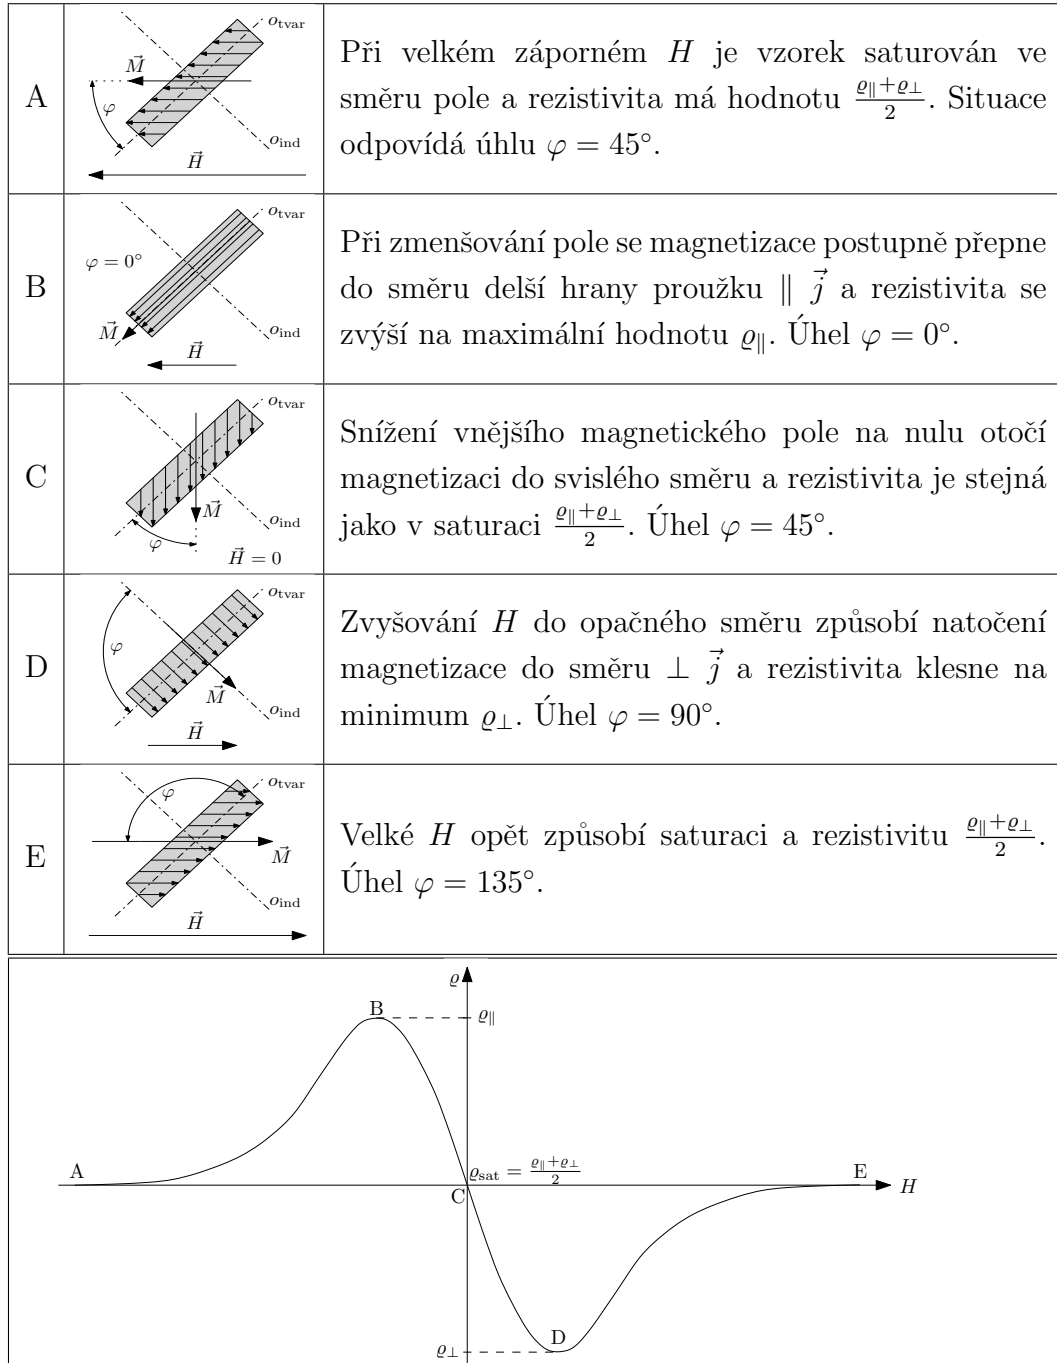 A
o_tvar
M⃗
φ
o_ind
H⃗
Při velkém záporném H je vzorek saturován ve
směru pole a rezistivita má hodnotu (ϱ∥+ϱ⊥)/2. Situace
odpovídá úhlu φ = 45°.
B
o_tvar
φ = 0°
o_ind
M⃗
H⃗
Při zmenšování pole se magnetizace postupně přepne
do směru delší hrany proužku ∥ j⃗ a rezistivita se
zvýší na maximální hodnotu ϱ∥. Úhel φ = 0°.
C
o_tvar
M⃗
o_ind
φ
H⃗ = 0
Snížení vnějšího magnetického pole na nulu otočí
magnetizaci do svislého směru a rezistivita je stejná
jako v saturaci (ϱ∥+ϱ⊥)/2. Úhel φ = 45°.
D
o_tvar
φ
M⃗
o_ind
H⃗
Zvyšování H do opačného směru způsobí natočení
magnetizace do směru ⊥ j⃗ a rezistivita klesne na
minimum ϱ⊥. Úhel φ = 90°.
E
o_tvar
φ
M⃗
o_ind
H⃗
Velké H opět způsobí saturaci a rezistivitu (ϱ∥+ϱ⊥)/2.
Úhel φ = 135°.
ϱ
B
ϱ∥
A
ϱ_sat = (ϱ∥+ϱ⊥)/2
E
C
H
D
ϱ⊥